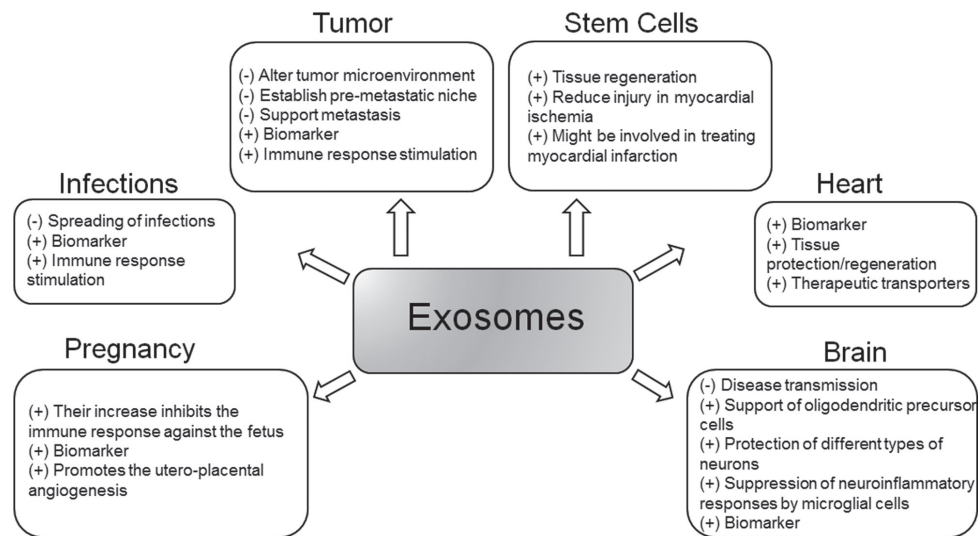 Tumor
(-) Alter tumor microenvironment
(-) Establish pre-metastatic niche
(-) Support metastasis
(+) Biomarker
(+) Immune response stimulation
Stem Cells
(+) Tissue regeneration
(+) Reduce injury in myocardial
ischemia
(+) Might be involved in treating
myocardial infarction
Infections
(-) Spreading of infections
(+) Biomarker
(+) Immune response
stimulation
Heart
(+) Biomarker
(+) Tissue
protection/regeneration
(+) Therapeutic transporters
Exosomes
Pregnancy
(+) Their increase inhibits the
immune response against the fetus
(+) Biomarker
(+) Promotes the utero-placental
angiogenesis
Brain
(-) Disease transmission
(+) Support of oligodendritic precursor
cells
(+) Protection of different types of
neurons
(+) Suppression of neuroinflammatory
responses by microglial cells
(+) Biomarker